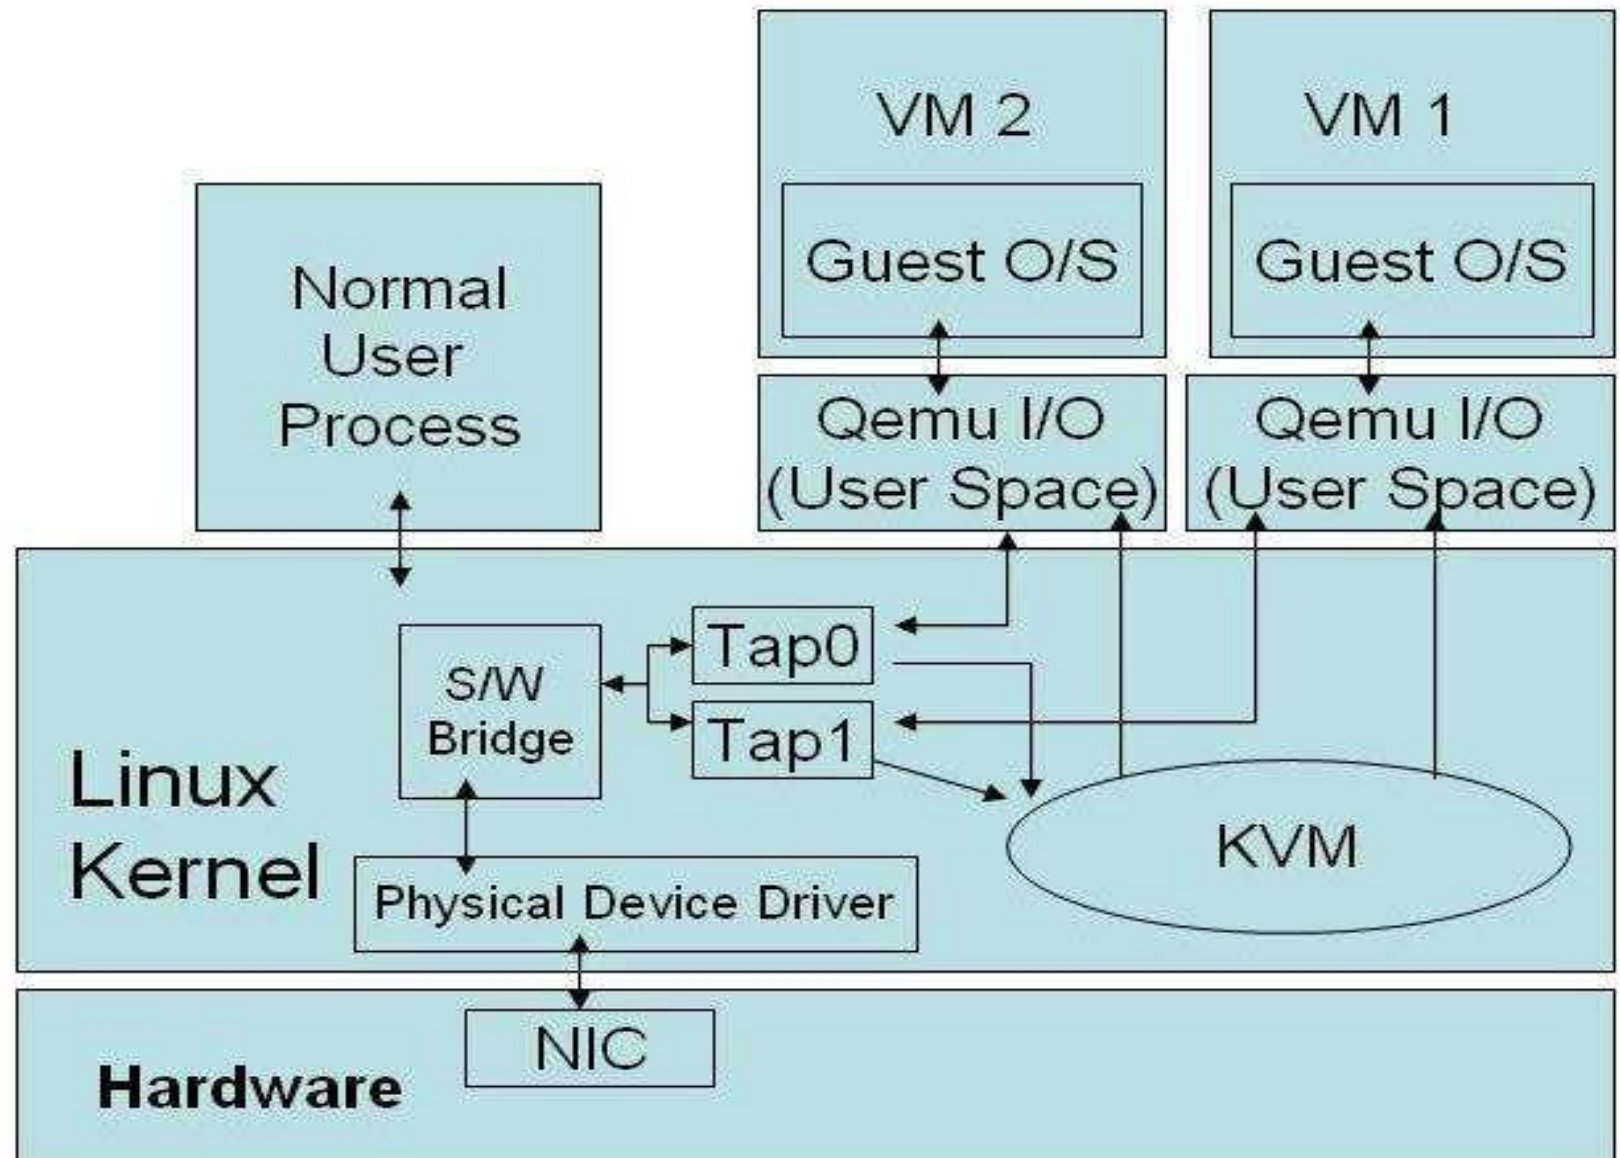 VM 2
VM 1
Guest O/S
Guest O/S
Normal
User
Process
Qemu I/O
(User Space)
Qemu I/O
(User Space)
Tap0
Tap1
S/W
Bridge
Linux
Kernel
KVM
Physical Device Driver
NIC
Hardware